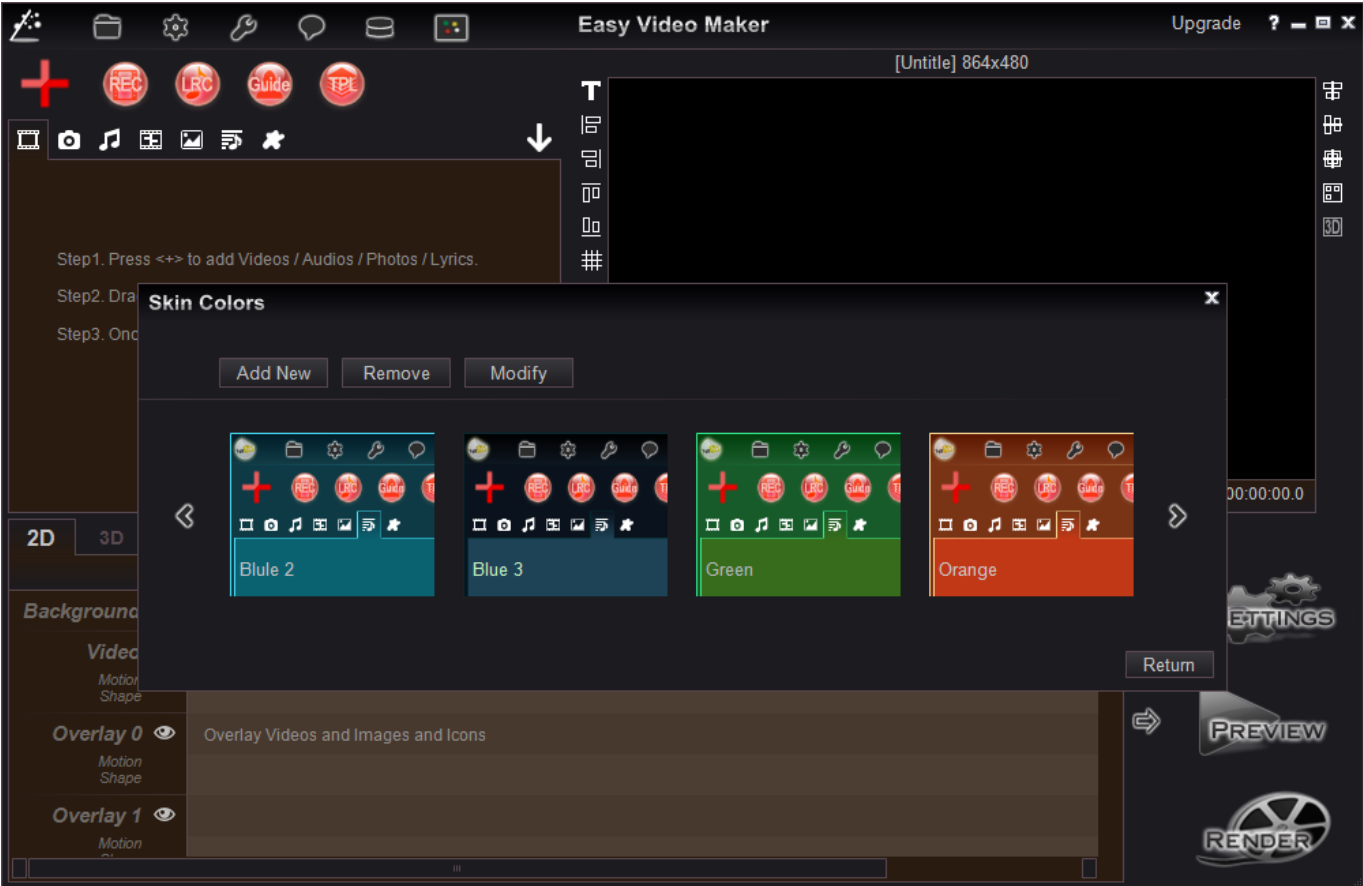 Easy Video Maker
Upgrade ?
[Untitle] 864x480
REC LRC Guide TPL
T
3D
Step1. Press <+> to add Videos / Audios / Photos / Lyrics.
Step2. Dra
Step3. Onc
Skin Colors
Add New Remove Modify
REC LRC Guide
REC LRC Guide
REC LRC Guide
REC LRC Guide
Blule 2
Blue 3
Green
Orange
Return
00:00:00.0
2D 3D
Background
Video
Motion
Shape
Overlay 0
Overlay Videos and Images and Icons
Motion
Shape
Overlay 1
Motion
ETTINGS
PREVIEW
RENDER